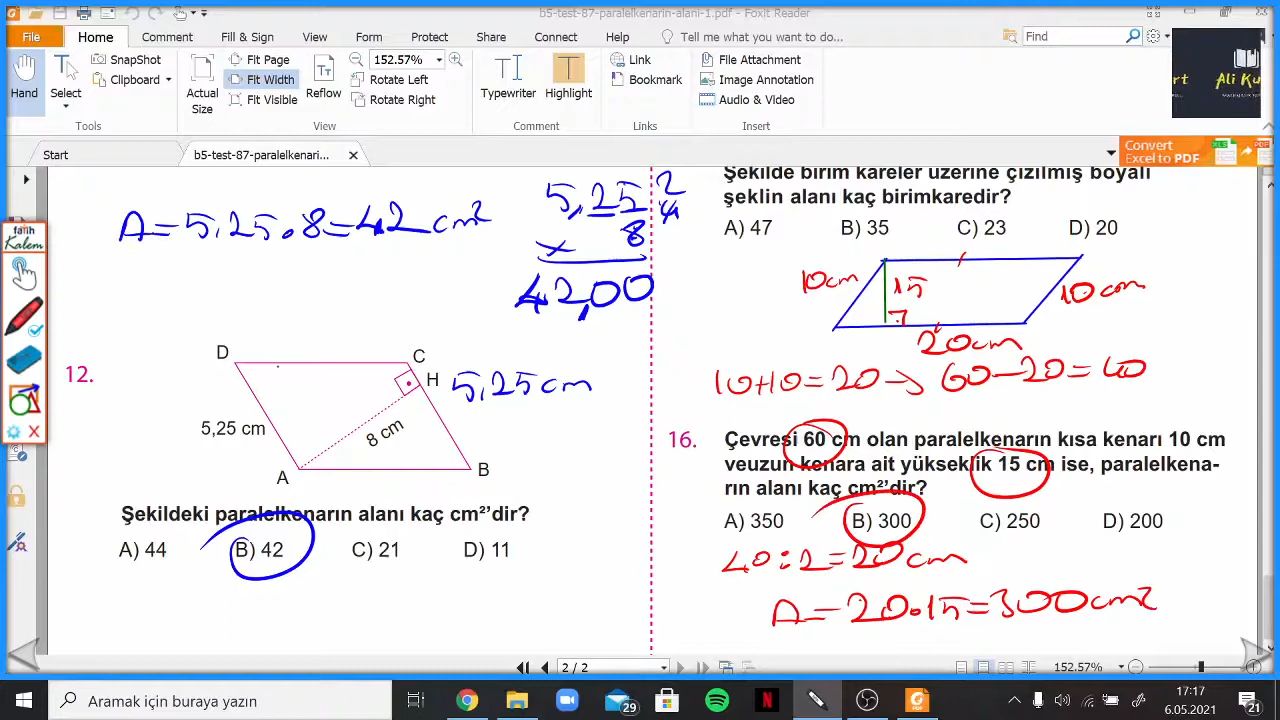 b5-test-87-paralelkenarin-alani-1.pdf - Foxit Reader
File Home Comment Fill & Sign View Form Protect Share Connect Help Tell me what you want to do... Find
SnapShot
Clipboard
Hand
Select
Actual Size
Fit Page
Fit Width
Fit Visible
Reflow
152.57%
Rotate Left
Rotate Right
Typewriter
Highlight
Link
Bookmark
File Attachment
Image Annotation
Audio & Video
Tools View Comment Links Insert
Ali Ku
Start
b5-test-87-paralelkenari...
Convert
Excel to PDF
fatih
Kalem
A=5,25.8=42 cm²
5,25
8
x
42,00
12.
D
C
H
5,25 cm
5,25 cm
8 cm
A
B
Şekildeki paralelkenarın alanı kaç cm²'dir?
A) 44 B) 42 C) 21 D) 11
Şekilde birim kareler üzerine çizilmiş boyalı
şeklin alanı kaç birimkaredir?
A) 47 B) 35 C) 23 D) 20
10cm
15
10 cm
20cm
10+10=20→ 60-20=40
16.
Çevresi 60 cm olan paralelkenarın kısa kenarı 10 cm
veuzun kenara ait yükseklik 15 cm ise, paralelkena-
rın alanı kaç cm²'dir?
A) 350 B) 300 C) 250 D) 200
40:2=20cm
A=20.15=300cm²
2 / 2
152.57%
Aramak için buraya yazın
29
17:17
6.05.2021
21